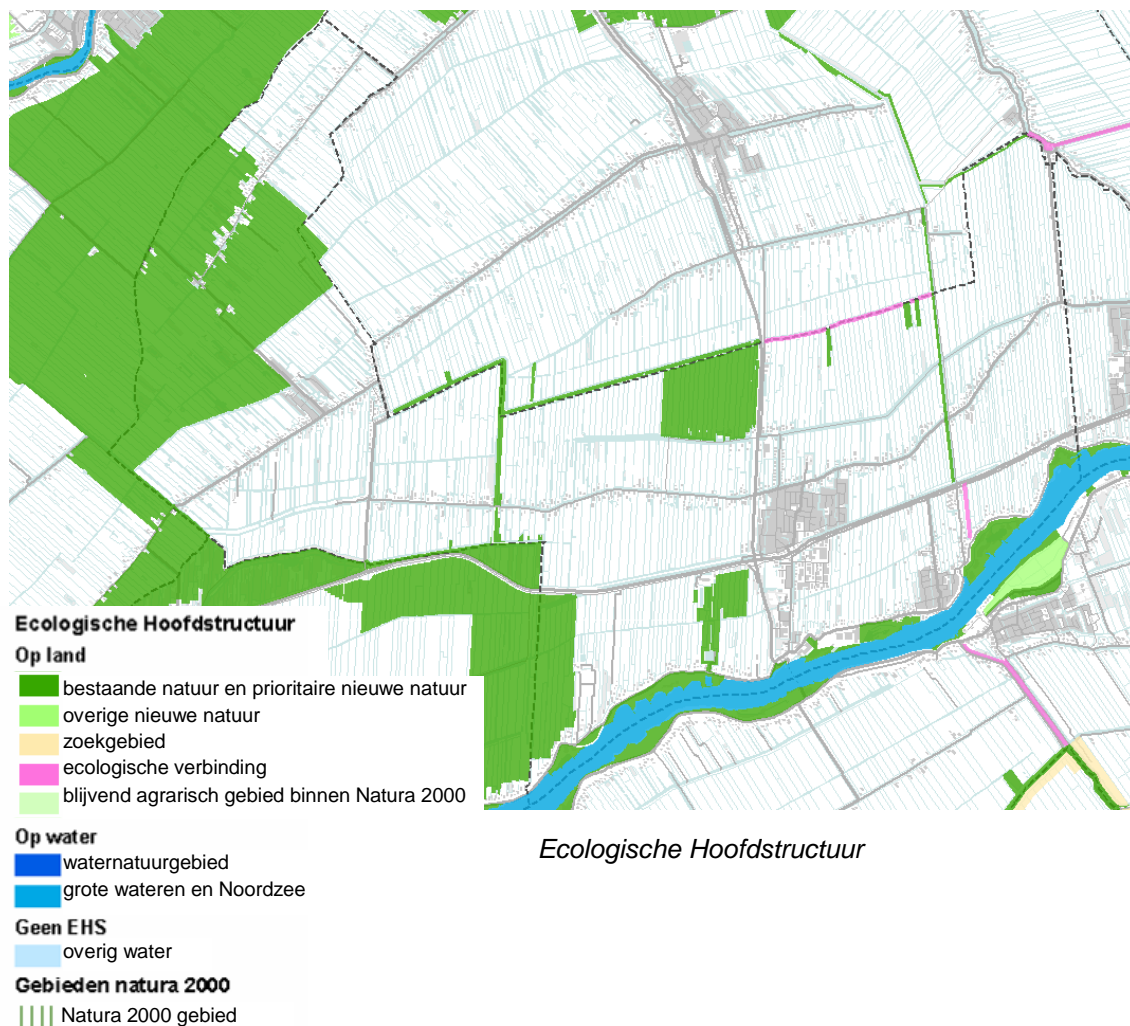 Ecologische Hoofdstructuur
Op land
bestaande natuur en prioritaire nieuwe natuur
overige nieuwe natuur
zoekgebied
ecologische verbinding
blijvend agrarisch gebied binnen Natura 2000
Op water
waternatuurgebied
grote wateren en Noordzee
Geen EHS
overig water
Gebieden natura 2000
Natura 2000 gebied
Ecologische Hoofdstructuur